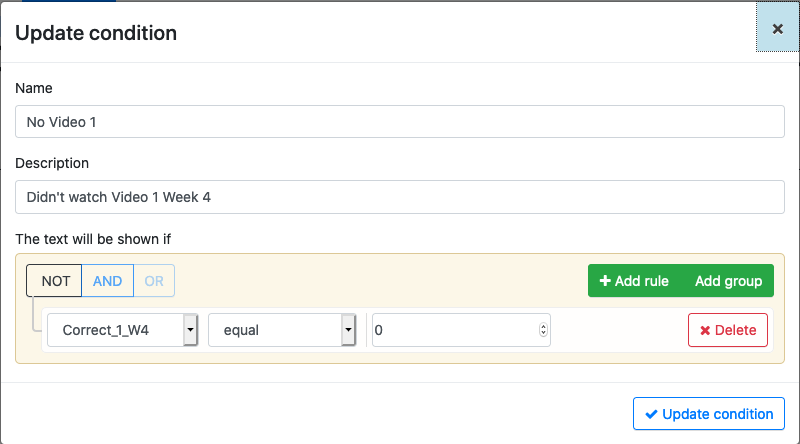 Update condition
Name
No Video 1
Description
Didn't watch Video 1 Week 4
The text will be shown if
NOT AND OR Add rule Add group
Correct_1_W4 equal 0 Delete
Update condition